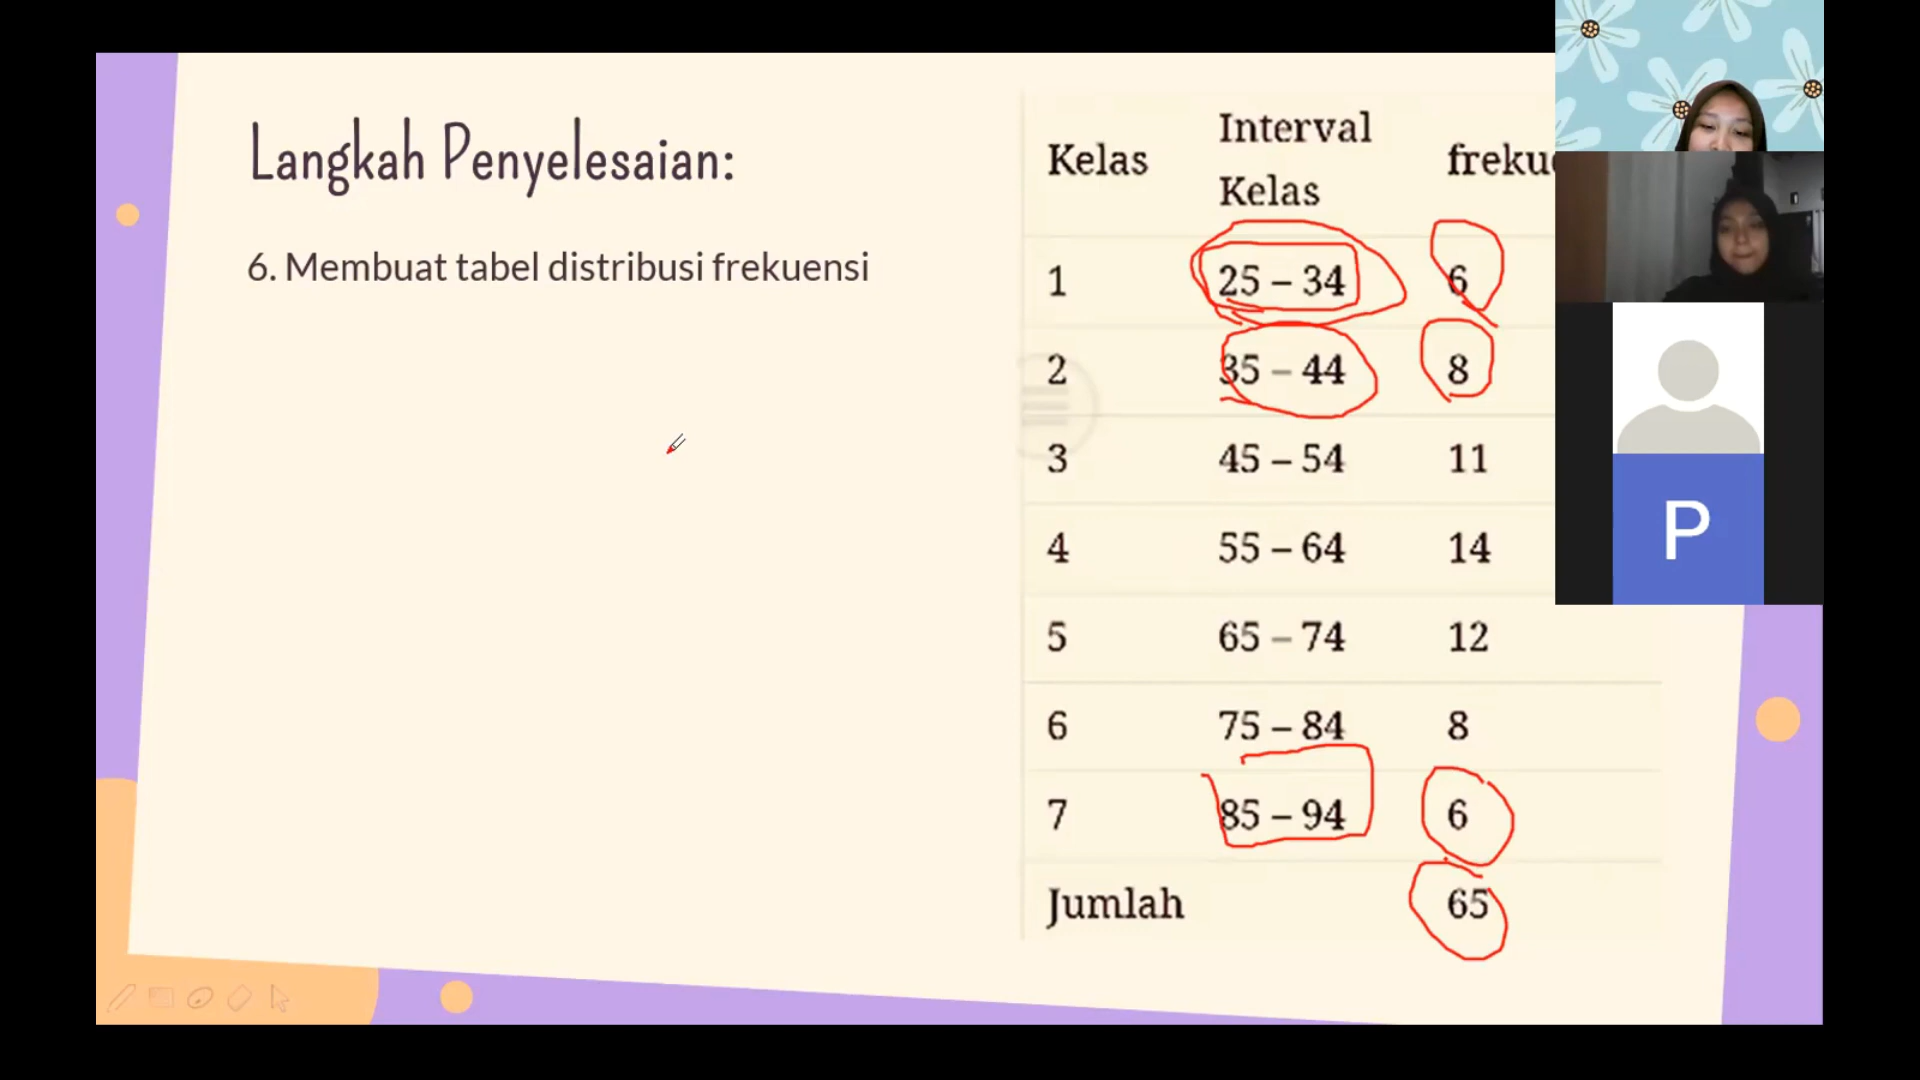 Langkah Penyelesaian:
6. Membuat tabel distribusi frekuensi
Kelas Interval Kelas
1 25 – 34 6
2 35 – 44 8
3 45 – 54 11
4 55 – 64 14
5 65 – 74 12
6 75 – 84 8
7 85 – 94 6
Jumlah 65
P